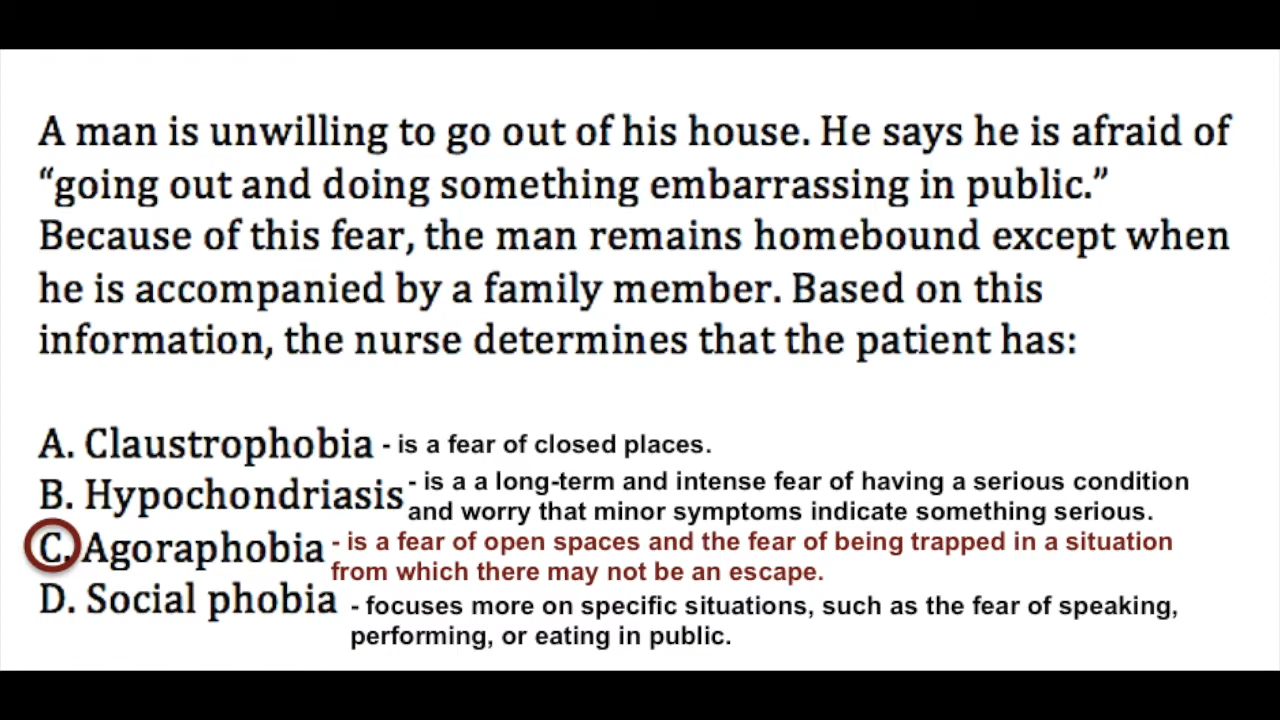 A man is unwilling to go out of his house. He says he is afraid of
“going out and doing something embarrassing in public.”
Because of this fear, the man remains homebound except when
he is accompanied by a family member. Based on this
information, the nurse determines that the patient has:
A. Claustrophobia - is a fear of closed places.
B. Hypochondriasis - is a a long-term and intense fear of having a serious condition
and worry that minor symptoms indicate something serious.
C. Agoraphobia - is a fear of open spaces and the fear of being trapped in a situation
from which there may not be an escape.
D. Social phobia - focuses more on specific situations, such as the fear of speaking,
performing, or eating in public.